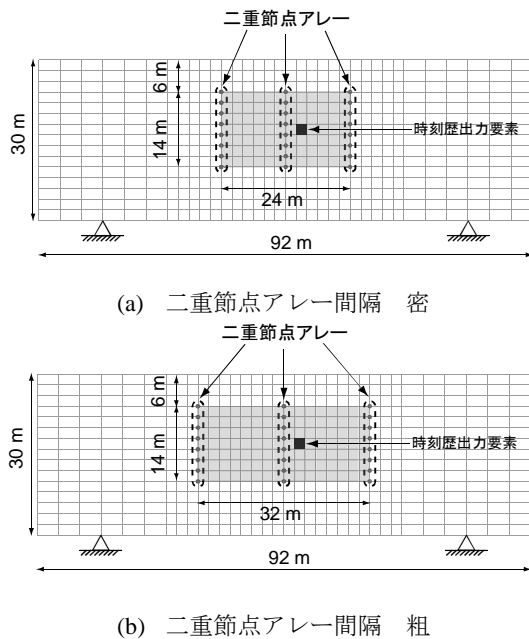 二重節点アレー
6 m
30 m
14 m
時刻歴出力要素
24 m
92 m
(a) 二重節点アレー間隔 密
二重節点アレー
6 m
30 m
14 m
時刻歴出力要素
32 m
92 m
(b) 二重節点アレー間隔 粗